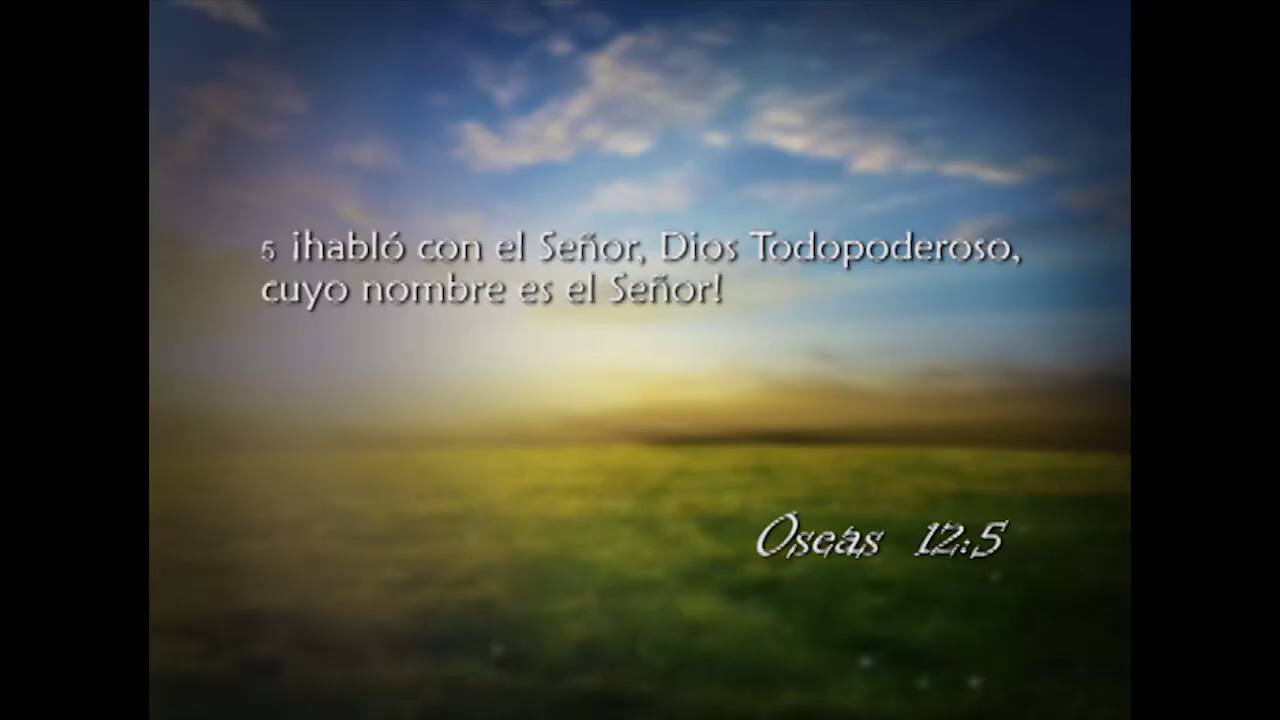 5 ¡habló con el Señor, Dios Todopoderoso,
cuyo nombre es el Señor!
Oseas 12:5